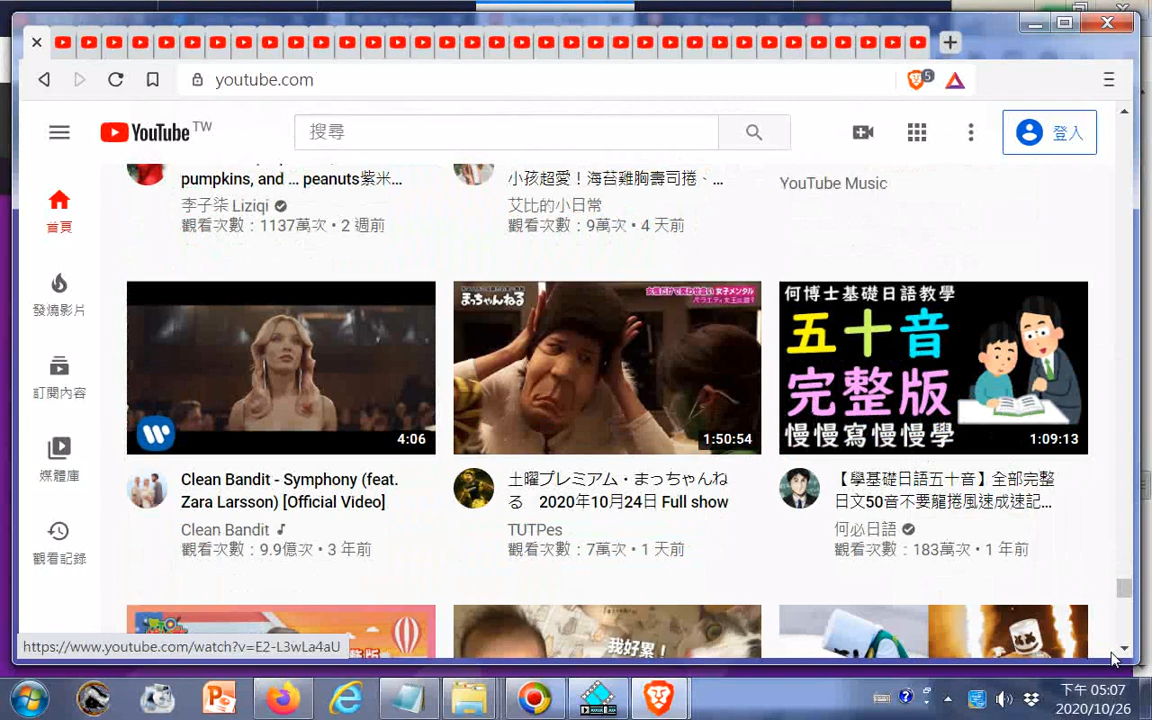 youtube.com
5
YouTube TW
搜尋
登入
首頁
發燒影片
訂閱內容
媒體庫
觀看記錄
pumpkins, and ... peanuts紫米...
李子柒 Liziqi
觀看次數：1137萬次 • 2 週前
小孩超愛！海苔雞胸壽司捲、...
艾比的小日常
觀看次數：9萬次 • 4 天前
YouTube Music
4:06
Clean Bandit - Symphony (feat.
Zara Larsson) [Official Video]
Clean Bandit
觀看次數：9.9億次 • 3 年前
まっちゃんねる
1:50:54
土曜プレミアム・まっちゃんね
る　2020年10月24日 Full show
TUTPes
觀看次數：7萬次 • 1 天前
何博士基礎日語教學
五十音
完整版
慢慢寫慢慢學
1:09:13
【學基礎日語五十音】全部完整
日文50音不要龍捲風速成速記...
何必日語
觀看次數：183萬次 • 1 年前
我好累！
https://www.youtube.com/watch?v=E2-L3wLa4aU
下午 05:07
2020/10/26